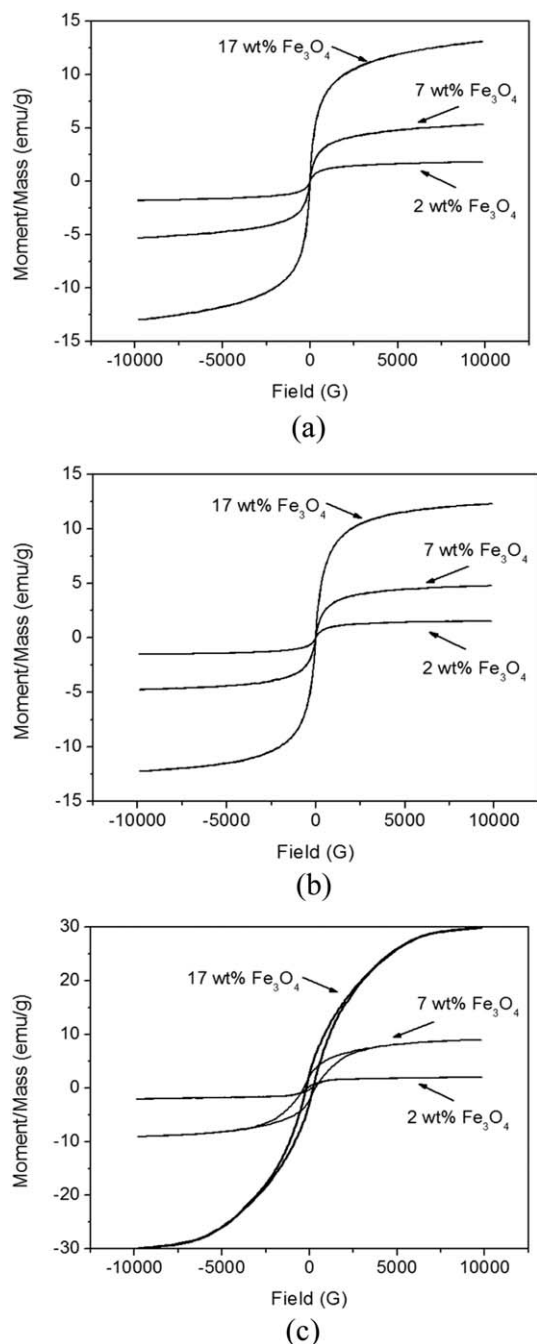 15
17 wt% Fe₃O₄
10
7 wt% Fe₃O₄
5
0
2 wt% Fe₃O₄
-5
-10
-15
Moment/Mass (emu/g)
-10000 -5000 0 5000 10000
Field (G)
(a)
15
17 wt% Fe₃O₄
10
7 wt% Fe₃O₄
5
0
2 wt% Fe₃O₄
-5
-10
-15
Moment/Mass (emu/g)
-10000 -5000 0 5000 10000
Field (G)
(b)
30
17 wt% Fe₃O₄
20
7 wt% Fe₃O₄
10
0
2 wt% Fe₃O₄
-10
-20
-30
Moment/Mass (emu/g)
-10000 -5000 0 5000 10000
Field (G)
(c)